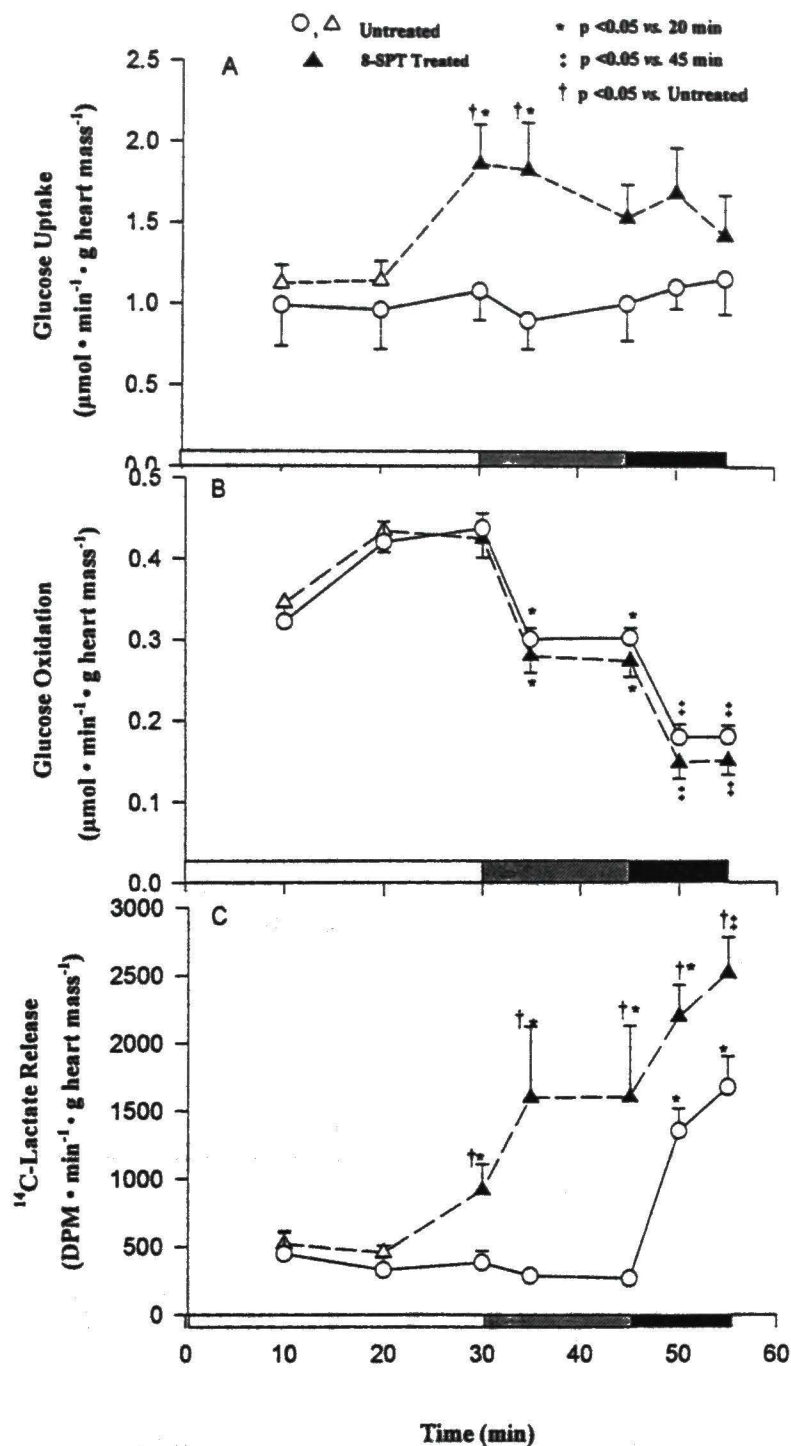 A
○, △ Untreated
▲ 8-SPT Treated
* p <0.05 vs. 20 min
‡ p <0.05 vs. 45 min
† p <0.05 vs. Untreated
Glucose Uptake
(µmol • min⁻¹ • g heart mass⁻¹)
2.5
2.0
1.5
1.0
0.5
0.0
†* †*
B
Glucose Oxidation
(µmol • min⁻¹ • g heart mass⁻¹)
0.5
0.4
0.3
0.2
0.1
0.0
* *
* *
‡ ‡
‡ ‡
C
¹⁴C-Lactate Release
(DPM • min⁻¹ • g heart mass⁻¹)
3000
2500
2000
1500
1000
500
0
†* †* †* †* †‡
* *
0 10 20 30 40 50 60
Time (min)